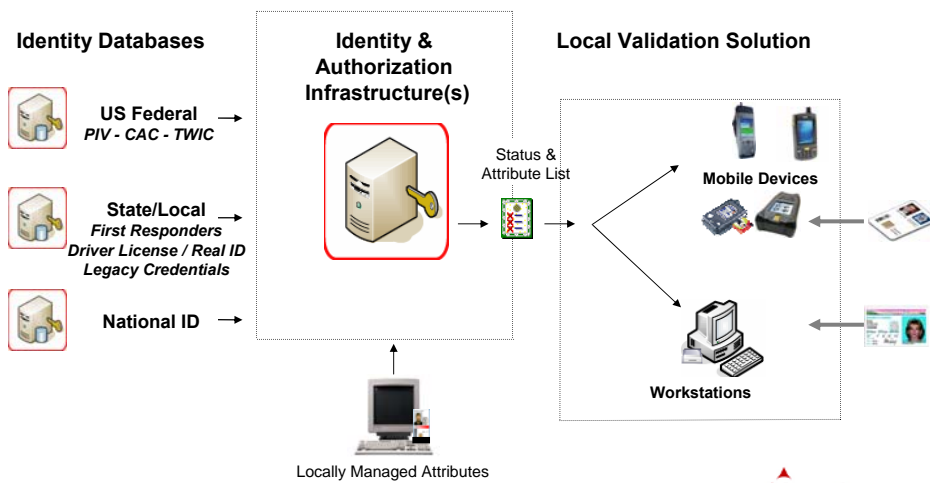 Identity Databases
US Federal
PIV - CAC - TWIC
State/Local
First Responders
Driver License / Real ID
Legacy Credentials
National ID
Identity &
Authorization
Infrastructure(s)
Status &
Attribute List
Locally Managed Attributes
Local Validation Solution
Mobile Devices
Workstations